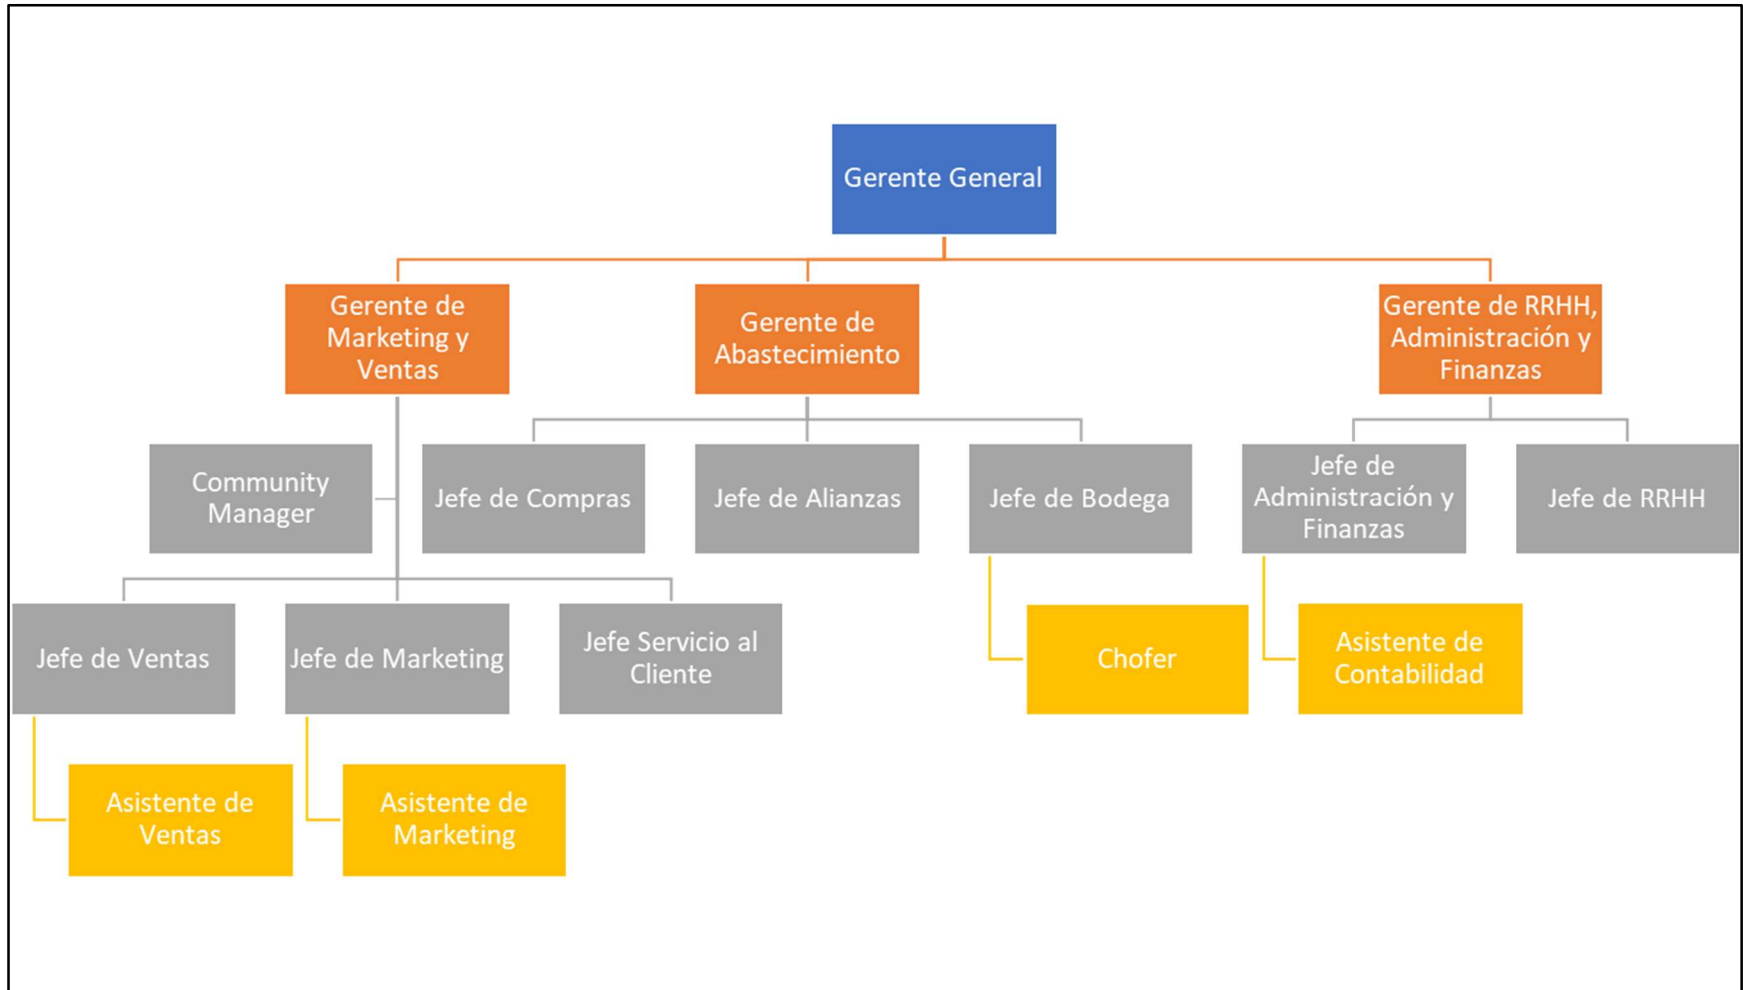 Gerente General
Gerente de
Marketing y
Ventas
Gerente de
Abastecimiento
Gerente de RRHH,
Administración y
Finanzas
Community
Manager
Jefe de Compras
Jefe de Alianzas
Jefe de Bodega
Jefe de
Administración y
Finanzas
Jefe de RRHH
Jefe de Ventas
Jefe de Marketing
Jefe Servicio al
Cliente
Chofer
Asistente de
Contabilidad
Asistente de
Ventas
Asistente de
Marketing